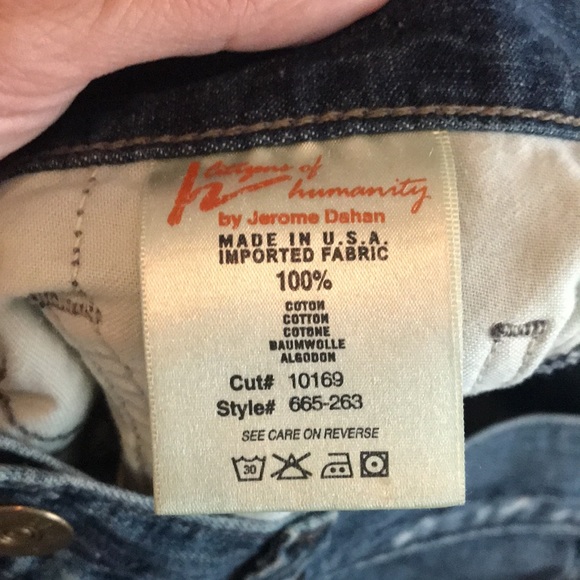 Citizens of
humanity
by Jerome Dahan
MADE IN U.S.A.
IMPORTED FABRIC
100%
COTON
COTTON
COTONE
BAUMWOLLE
ALGODON
Cut# 10169
Style# 665-263
SEE CARE ON REVERSE
30